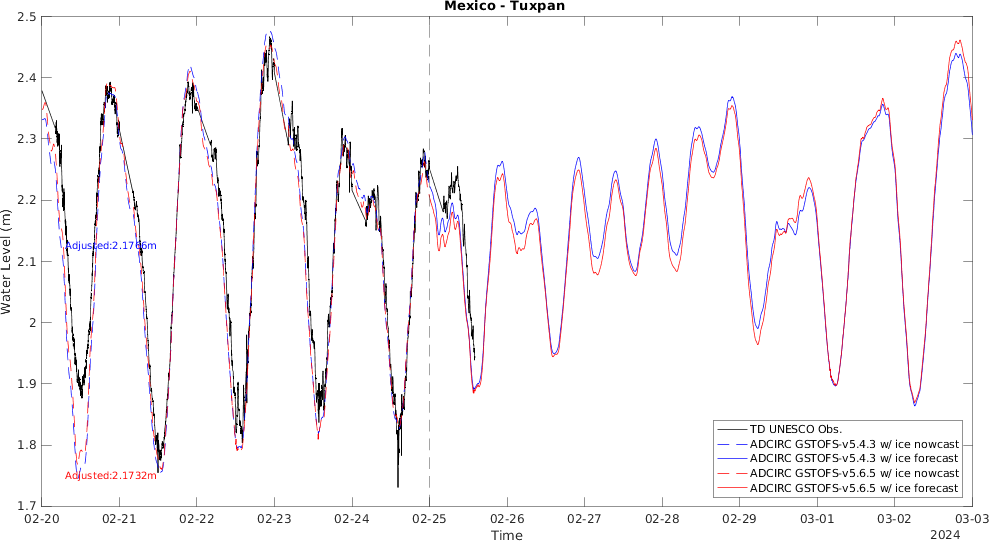 Mexico - Tuxpan
2.5
2.4
2.3
2.2
2.1
2
1.9
1.8
1.7
Water Level (m)
Adjusted:2.1766m
Adjusted:2.1732m
TD UNESCO Obs.
ADCIRC GSTOFS-v5.4.3 w/ ice nowcast
ADCIRC GSTOFS-v5.4.3 w/ ice forecast
ADCIRC GSTOFS-v5.6.5 w/ ice nowcast
ADCIRC GSTOFS-v5.6.5 w/ ice forecast
02-20 02-21 02-22 02-23 02-24 02-25 02-26 02-27 02-28 02-29 03-01 03-02 03-03
Time
2024